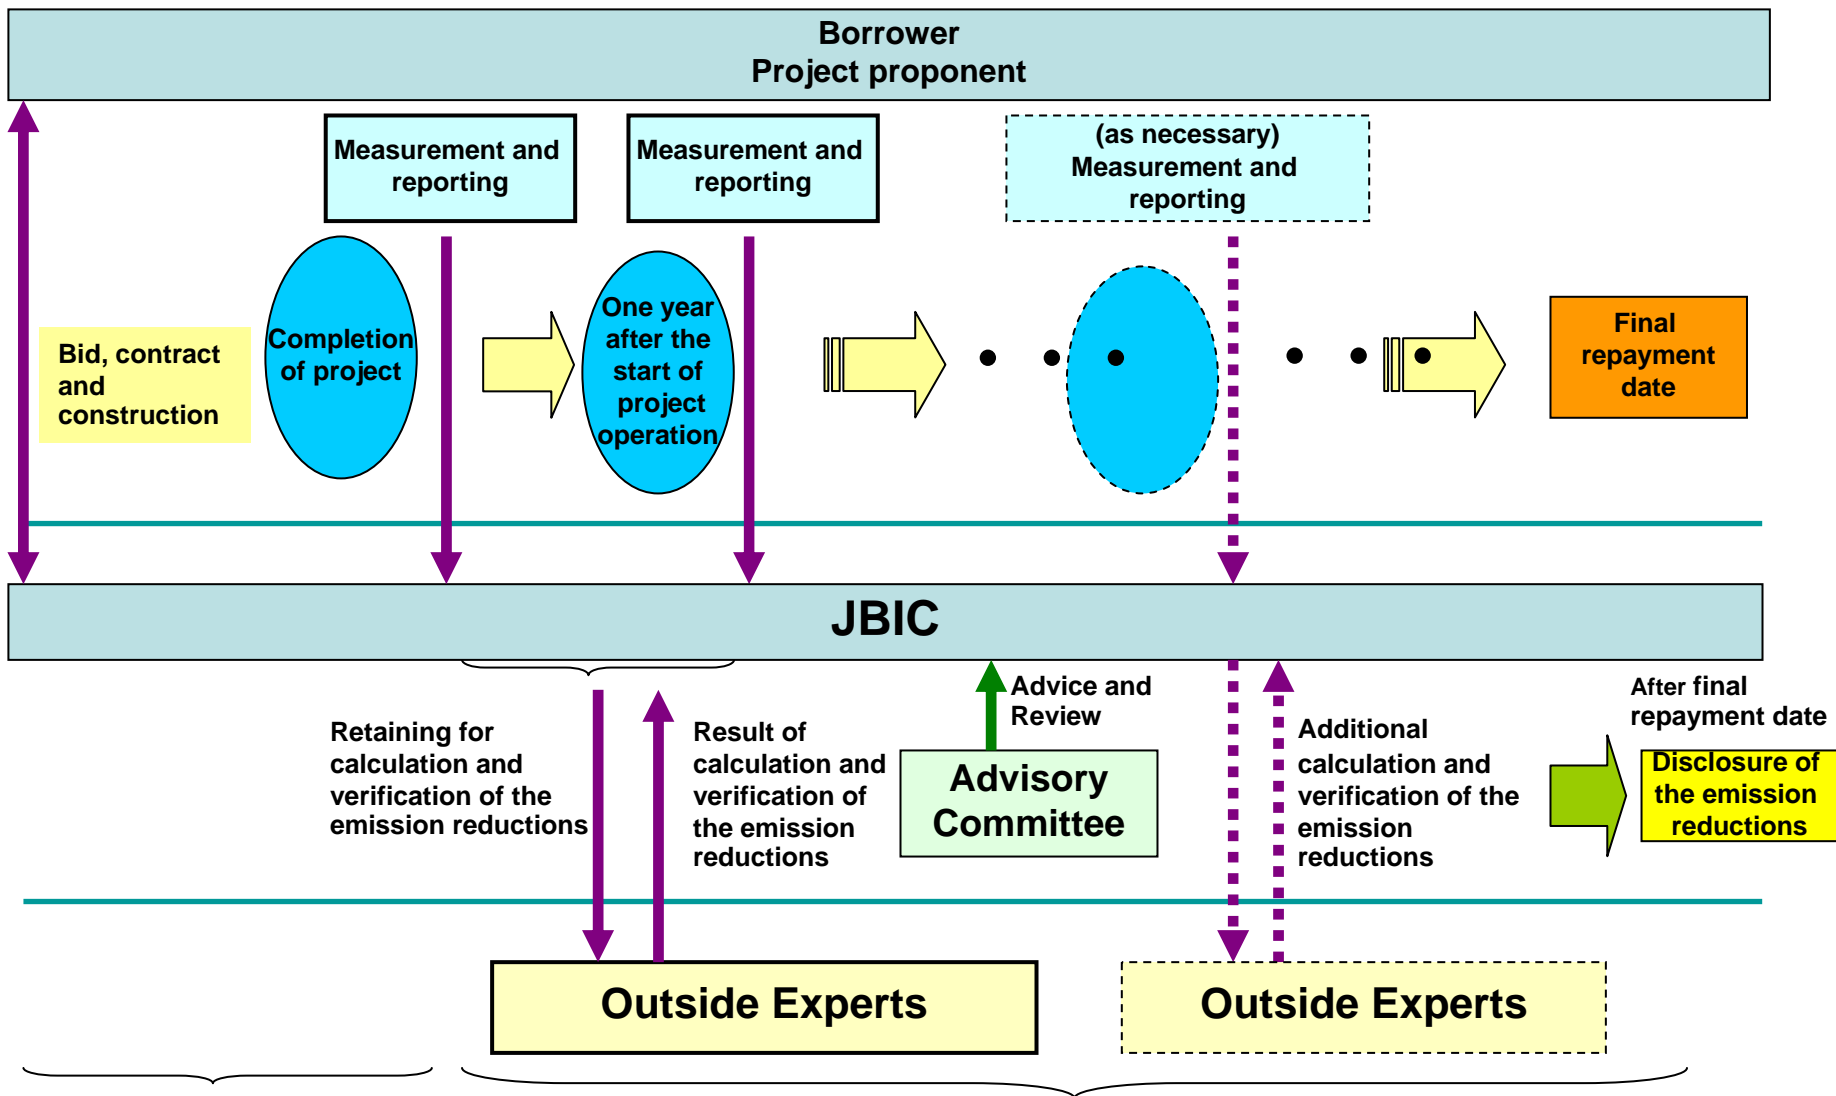 Borrower
Project proponent
Measurement and
reporting
Measurement and
reporting
(as necessary)
Measurement and
reporting
Bid, contract
and
construction
Completion
of project
One year
after the
start of
project
operation
Final
repayment
date
JBIC
Retaining for
calculation and
verification of the
emission reductions
Result of
calculation and
verification of
the emission
reductions
Advice and
Review
Advisory
Committee
Additional
calculation and
verification of the
emission
reductions
After final
repayment date
Disclosure of
the emission
reductions
Outside Experts
Outside Experts